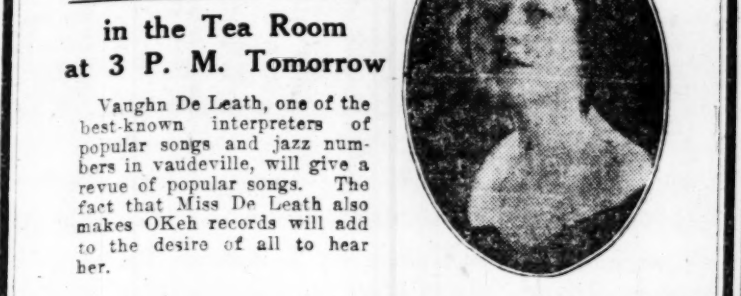 in the Tea Room
at 3 P. M. Tomorrow
Vaughn De Leath, one of the
best-known interpreters of
popular songs and jazz num-
bers in vaudeville, will give a
revue of popular songs. The
fact that Miss De Leath also
makes OKeh records will add
to the desire of all to hear
her.